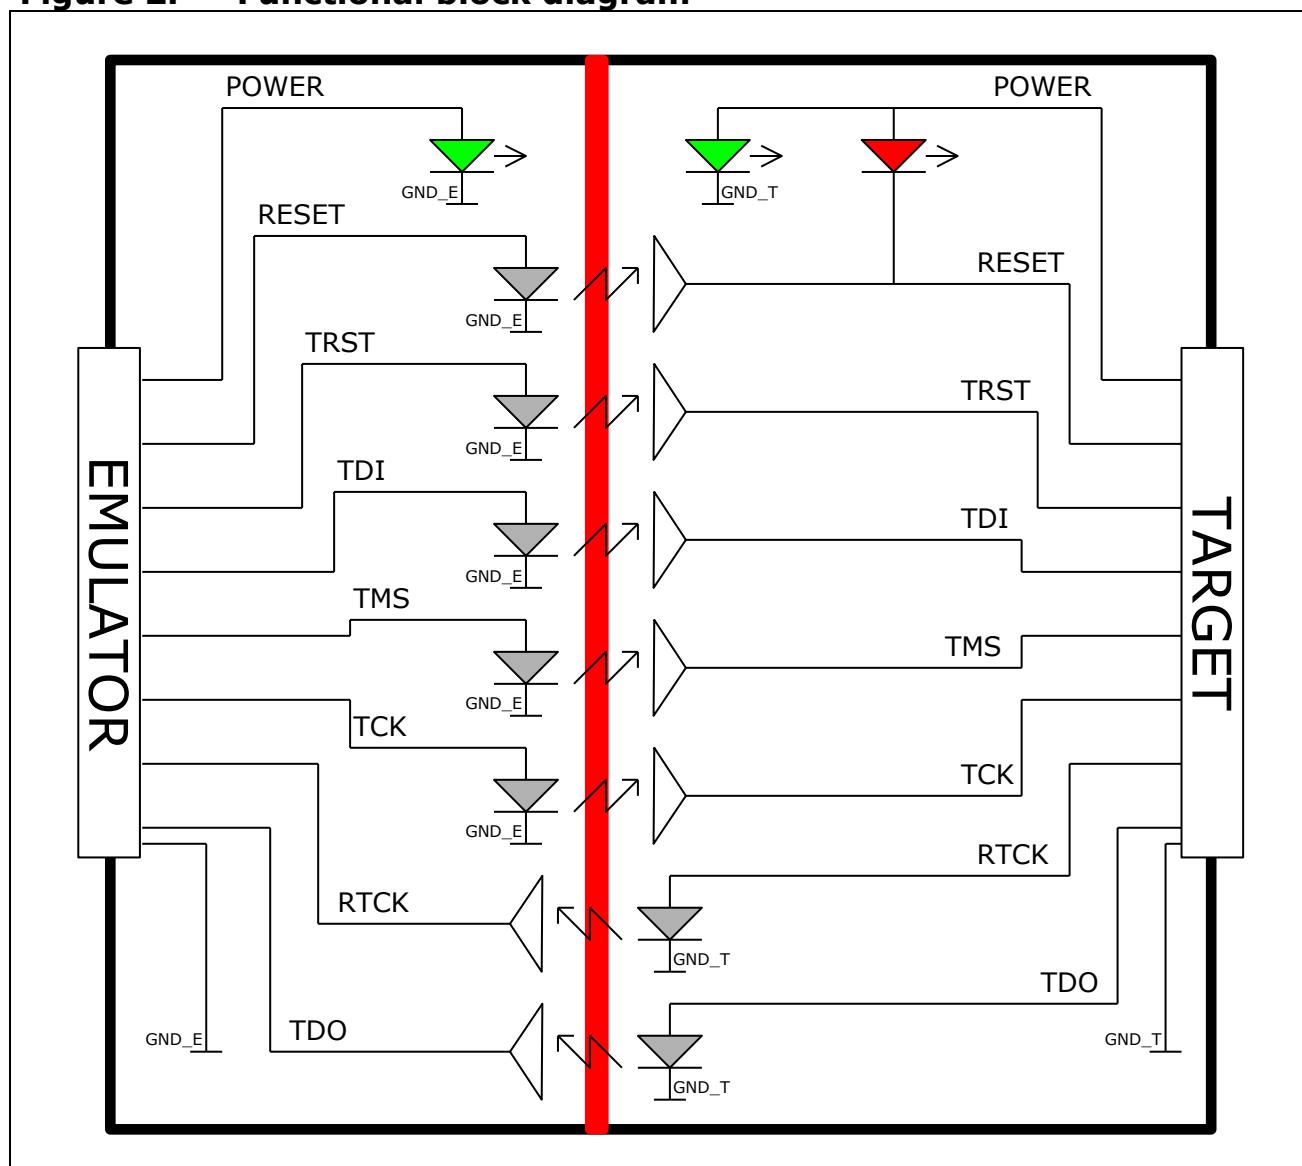 Figure 2. Functional block diagram
POWER
POWER
GND_E
GND_T
RESET
RESET
GND_E
TRST
TRST
GND_E
TDI
TDI
GND_E
TMS
TMS
GND_E
TCK
TCK
GND_E
RTCK
RTCK
GND_T
TDO
TDO
GND_E
GND_T
GND_T
EMULATOR
TARGET